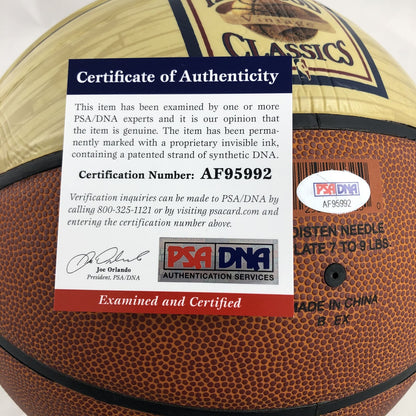 Vintage
CLASSICS
Certificate of Authenticity
This item has been examined by one or more
PSA/DNA experts and it is our opinion that
the item is genuine. The item has been perma-
nently marked with a proprietary invisible ink,
containing a patented strand of synthetic DNA.
Certification Number: AF95992
Verification inquiries can be made to PSA/DNA by
calling 800-325-1121 or by visiting psacard.com and
entering the certification number above.
Joe Orlando
President, PSA/DNA
PSA DNA
AUTHENTICATION SERVICES
Examined and Certified
PSA DNA
AF95992
OISTEN NEEDLE
LATE 7 TO 9 LBS.
MADE IN CHINA
B EX